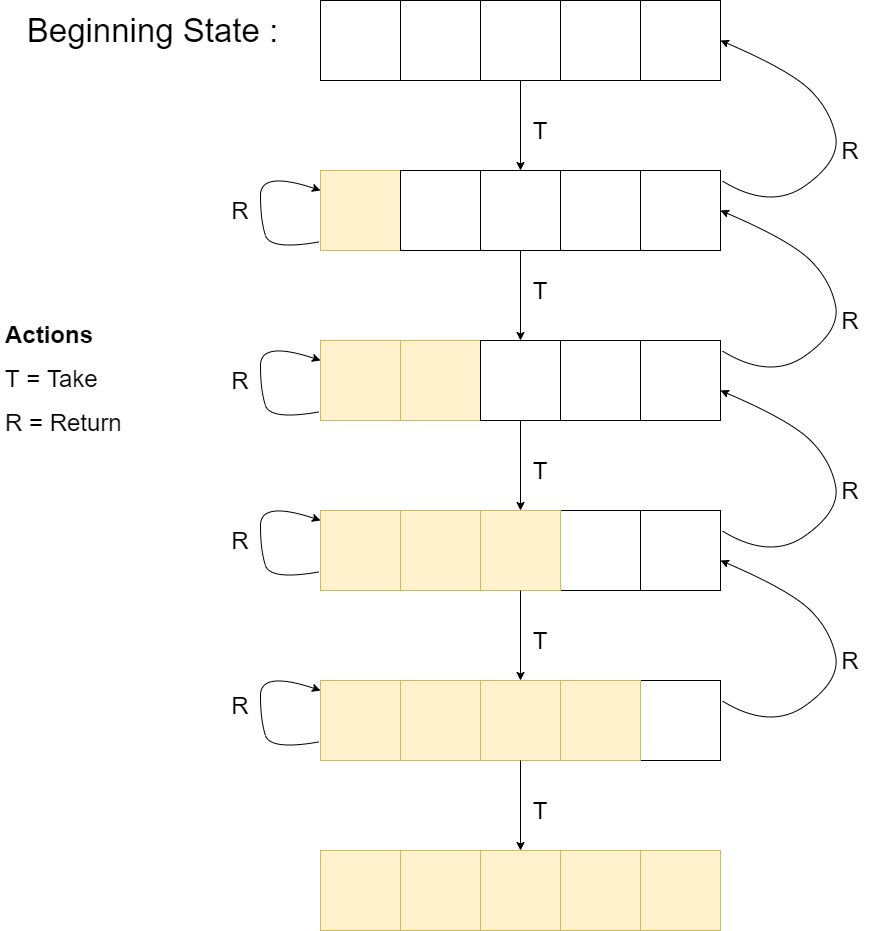 Beginning State :
T
R
R
T
R
Actions
T = Take
R = Return
R
T
R
R
T
R
R
T